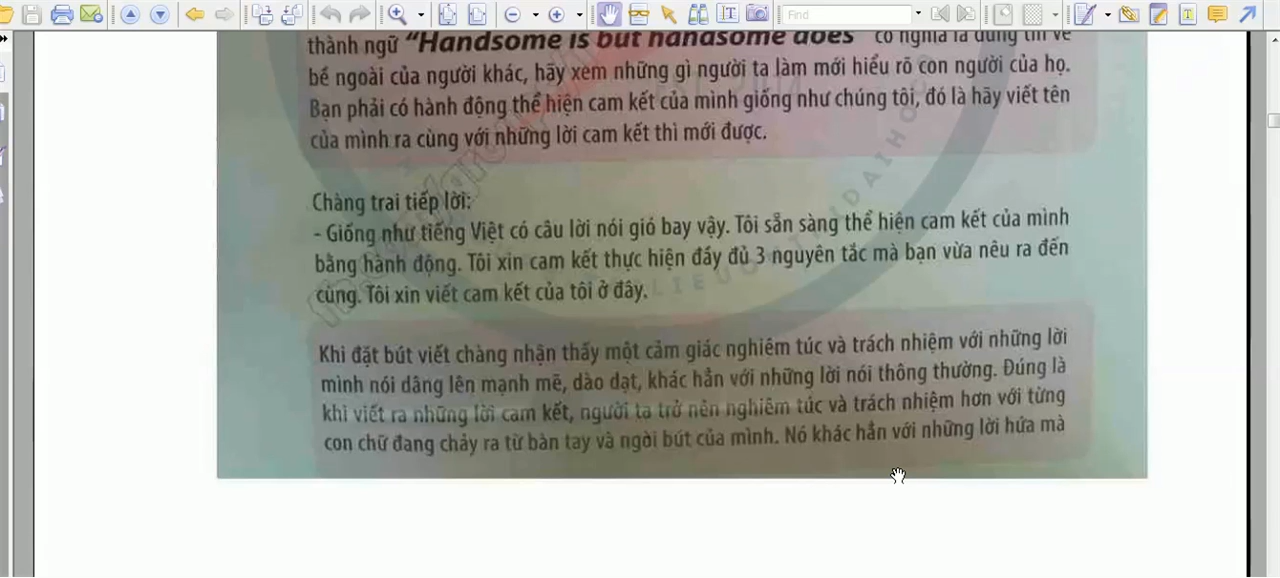 Find
thành ngữ "Handsome is but handsome does" có nghĩa là đừng tin vẻ
bề ngoài của người khác, hãy xem những gì người ta làm mới hiểu rõ con người của họ.
Bạn phải có hành động thể hiện cam kết của mình giống như chúng tôi, đó là hãy viết tên
của mình ra cùng với những lời cam kết thì mới được.
Chàng trai tiếp lời:
- Giống như tiếng Việt có câu lời nói gió bay vậy. Tôi sẵn sàng thể hiện cam kết của mình
bằng hành động. Tôi xin cam kết thực hiện đầy đủ 3 nguyên tắc mà bạn vừa nêu ra đến
cùng. Tôi xin viết cam kết của tôi ở đây.
Khi đặt bút viết chàng nhận thấy một cảm giác nghiêm túc và trách nhiệm với những lời
mình nói dâng lên mạnh mẽ, dào dạt, khác hẳn với những lời nói thông thường. Đúng là
khi viết ra những lời cam kết, người ta trở nên nghiêm túc và trách nhiệm hơn với từng
con chữ đang chảy ra từ bàn tay và ngòi bút của mình. Nó khác hẳn với những lời hứa mà